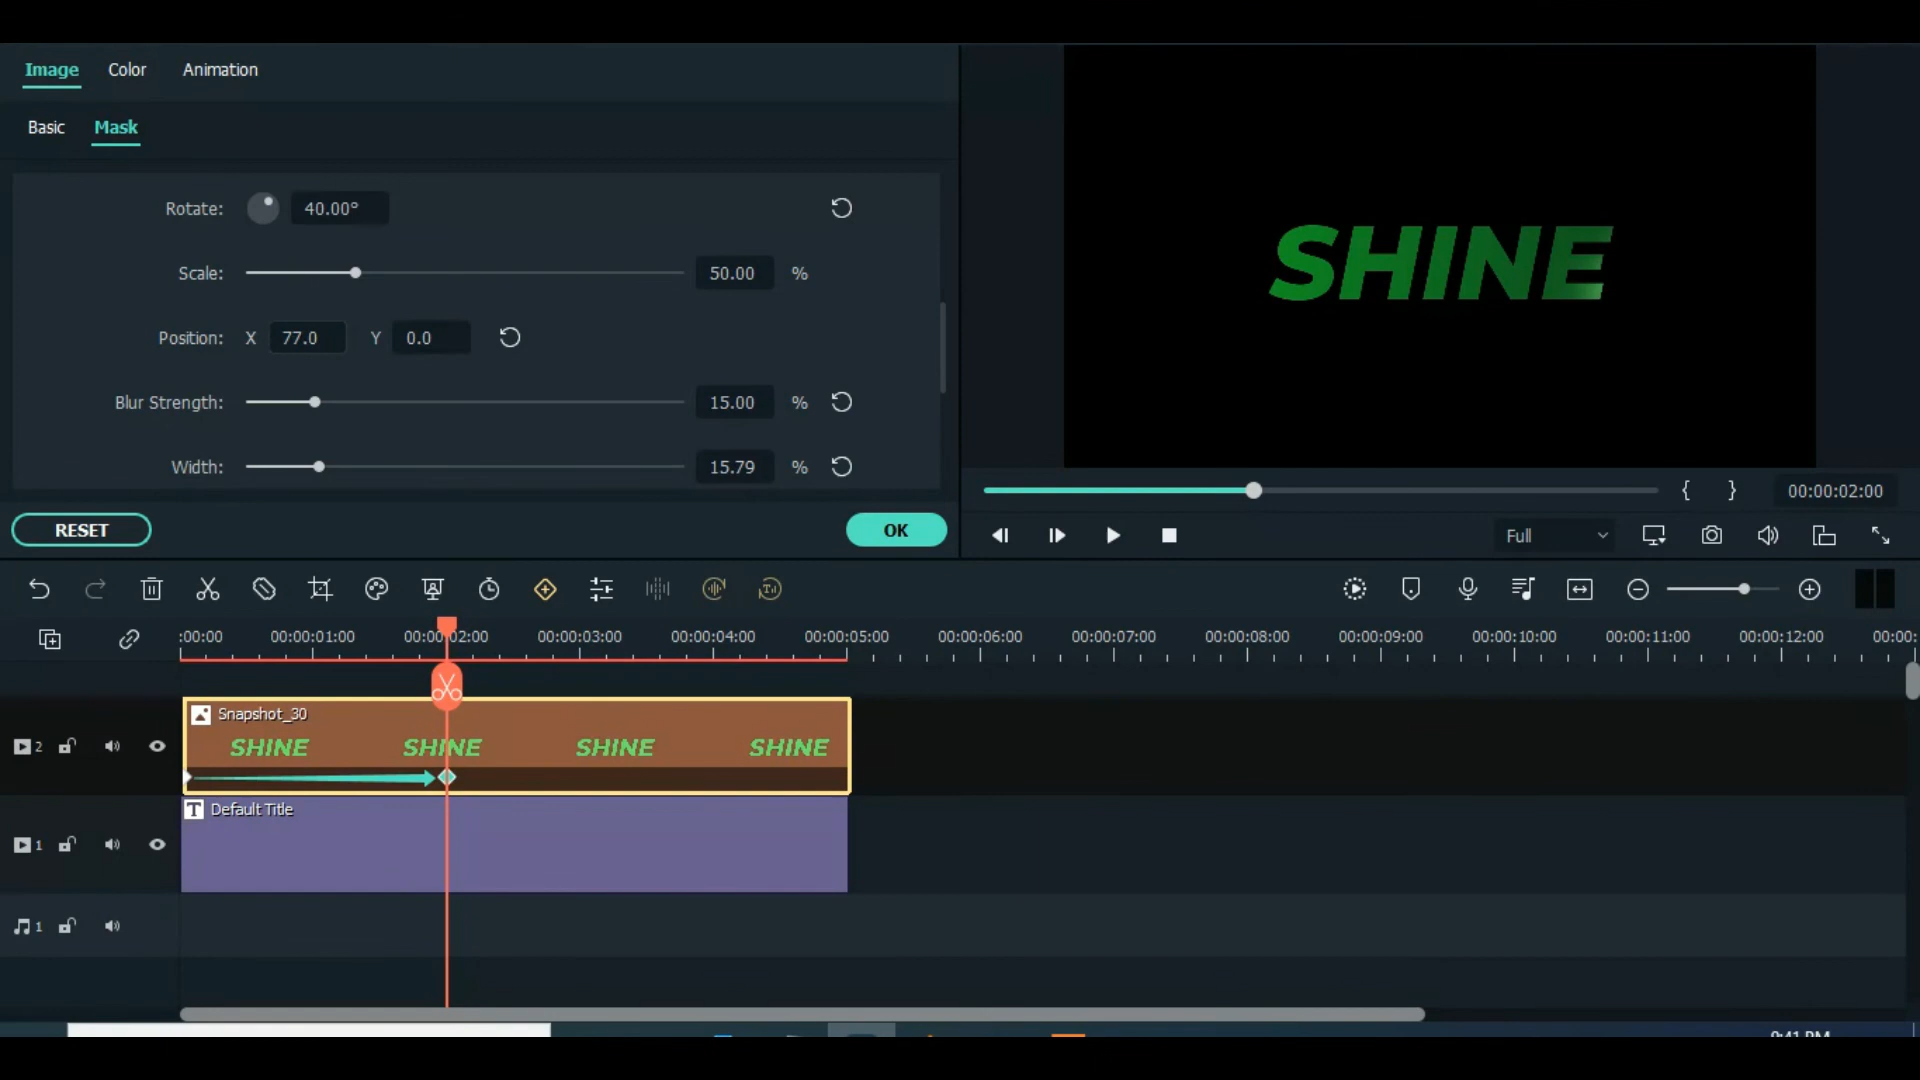 Image Color Animation
Basic Mask
Rotate: 40.00°
Scale: 50.00 %
Position: X 77.0 Y 0.0
Blur Strength: 15.00 %
Width: 15.79 %
RESET OK
SHINE
{ } 00:00:02:00
Full
:00:00 00:00:01:00 00:00:02:00 00:00:03:00 00:00:04:00 00:00:05:00 00:00:06:00 00:00:07:00 00:00:08:00 00:00:09:00 00:00:10:00 00:00:11:00 00:00:12:00 00:00:
Snapshot_30
2 SHINE SHINE SHINE SHINE
T Default Title
1
1